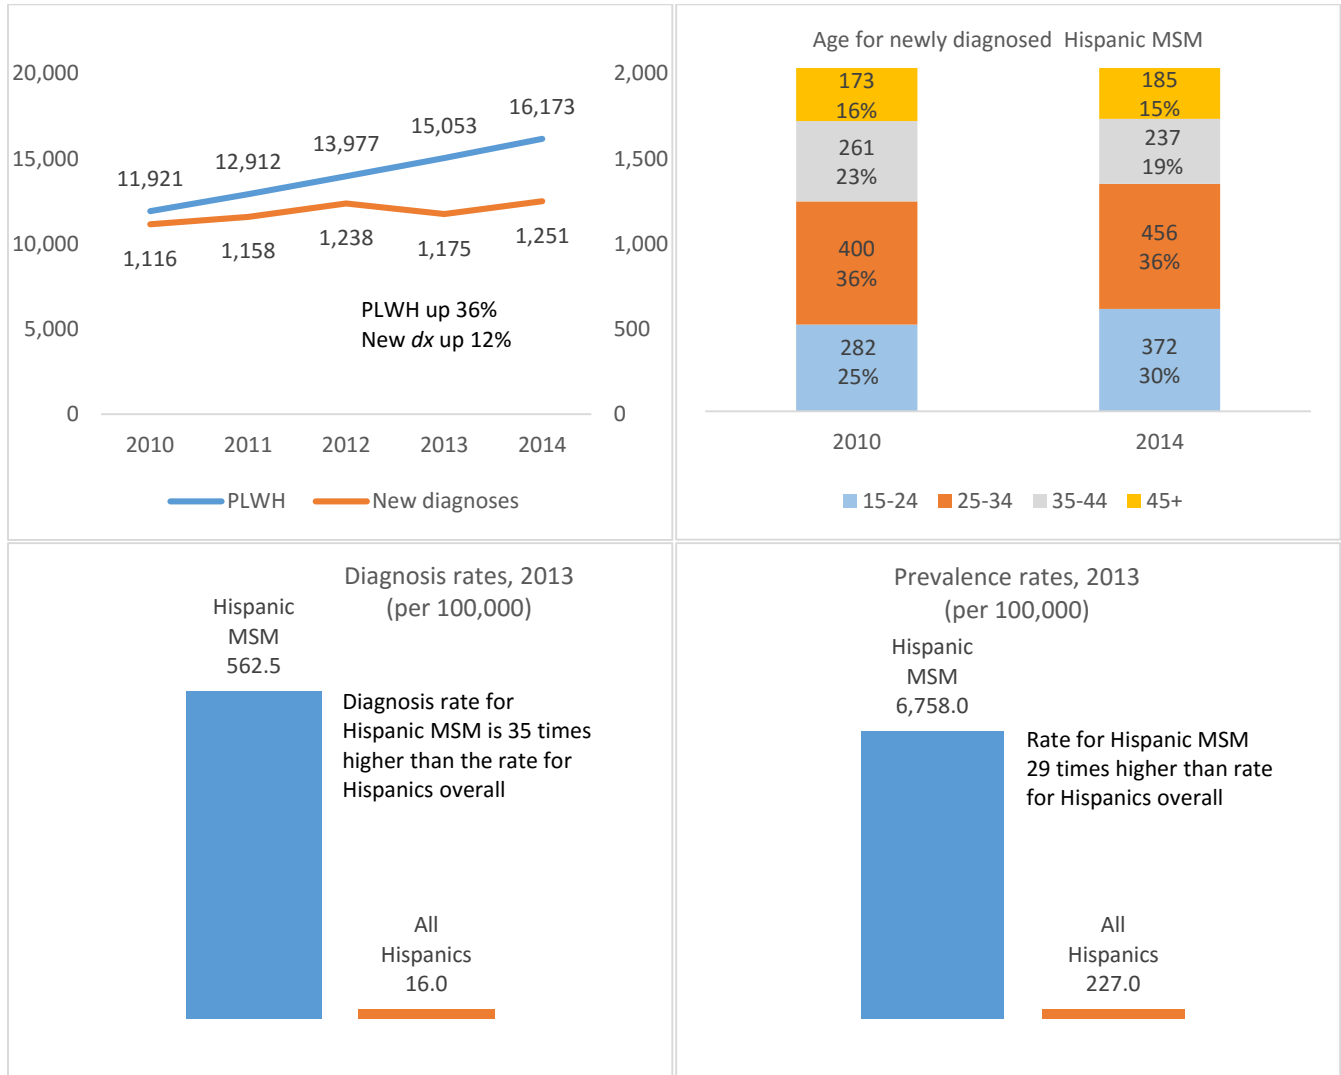 20,000
15,000
10,000
5,000
0
2,000
1,500
1,000
500
0
11,921
12,912
13,977
15,053
16,173
1,116
1,158
1,238
1,175
1,251
PLWH up 36%
New dx up 12%
2010 2011 2012 2013 2014
PLWH New diagnoses
Age for newly diagnosed Hispanic MSM
173
16%
261
23%
400
36%
282
25%
185
15%
237
19%
456
36%
372
30%
2010 2014
15-24 25-34 35-44 45+
Diagnosis rates, 2013
(per 100,000)
Hispanic
MSM
562.5
Diagnosis rate for
Hispanic MSM is 35 times
higher than the rate for
Hispanics overall
All
Hispanics
16.0
Prevalence rates, 2013
(per 100,000)
Hispanic
MSM
6,758.0
Rate for Hispanic MSM
29 times higher than rate
for Hispanics overall
All
Hispanics
227.0